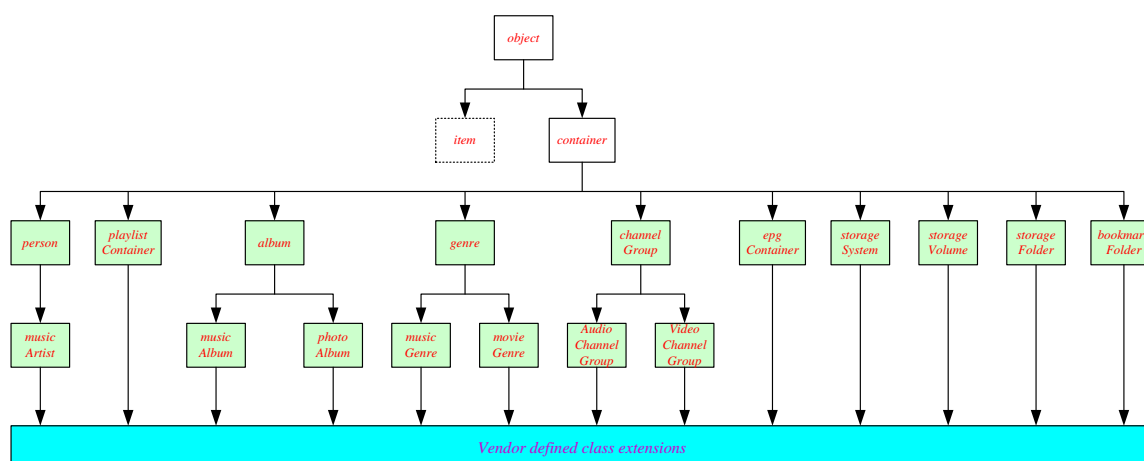 object
item
container
person
playlist
Container
album
genre
channel
Group
epg
Container
storage
System
storage
Volume
storage
Folder
bookmar
Folder
music
Artist
music
Album
photo
Album
music
Genre
movie
Genre
Audio
Channel
Group
Video
Channel
Group
Vendor defined class extensions